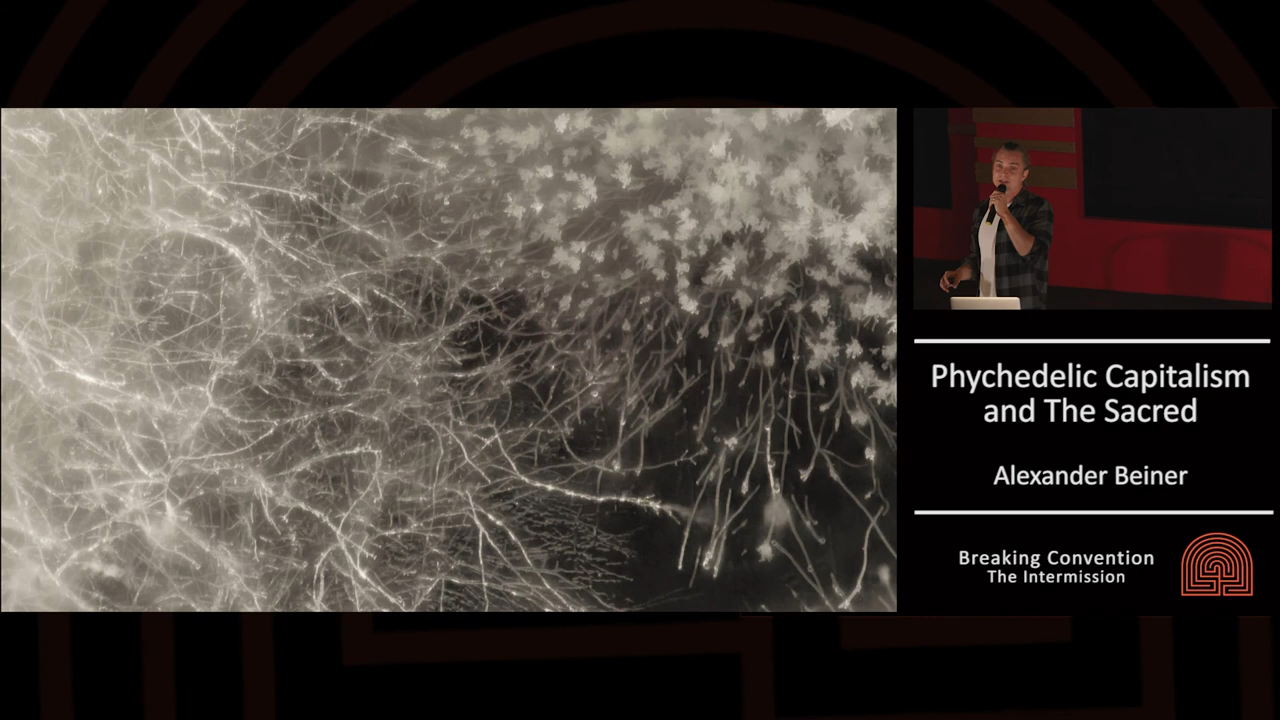 Phychedelic Capitalism
and The Sacred
Alexander Beiner
Breaking Convention
The Intermission